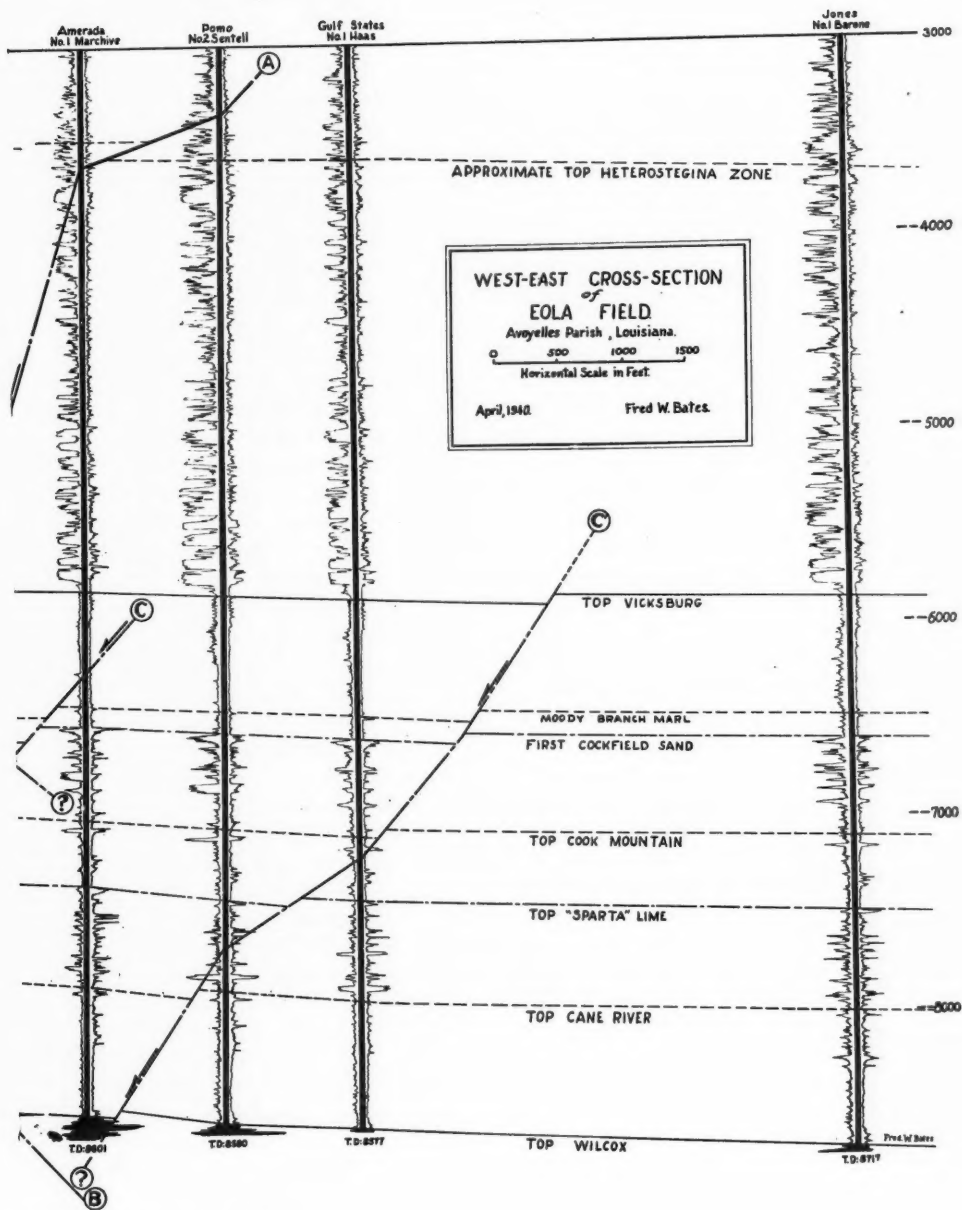 Amerada
No.1 Marchive
Pomo
No.2 Sentell
Gulf States
No.1 Haas
Jones
No.1 Barone
3000
A
APPROXIMATE TOP HETEROSTEGINA ZONE
4000
WEST-EAST CROSS-SECTION
of
EOLA FIELD.
Avoyelles Parish, Louisiana.
0 500 1000 1500
Horizontal Scale in Feet.
April, 1940. Fred W. Bates.
5000
C'
TOP VICKSBURG
6000
C
MOODY BRANCH MARL
FIRST COCKFIELD SAND
?
7000
TOP COOK MOUNTAIN
TOP "SPARTA" LIME
8000
TOP CANE RIVER
TOP WILCOX
Fred W. Bates
T.D.:8601
T.D.:8580
T.D.:8577
T.D.:8717
?
B